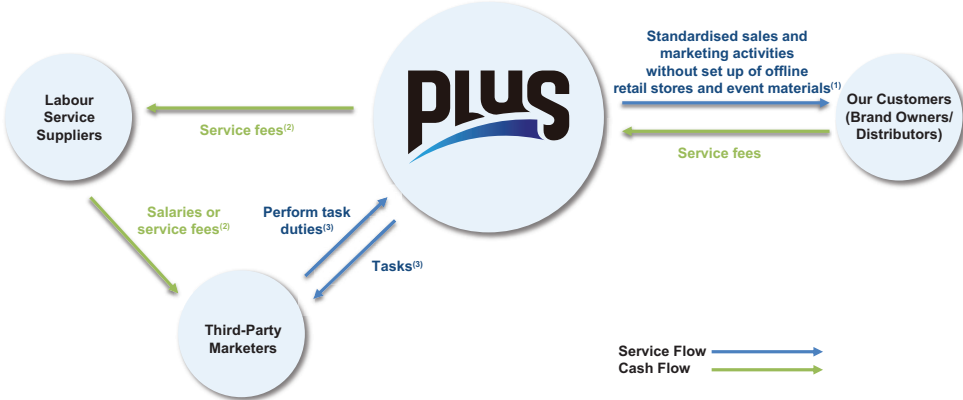 Standardised sales and
marketing activities
without set up of offline
retail stores and event materials(1)
PLUS
Labour
Service
Suppliers
Our Customers
(Brand Owners/
Distributors)
Service fees(2)
Service fees
Salaries or
service fees(2)
Perform task
duties(3)
Tasks(3)
Third-Party
Marketers
Service Flow
Cash Flow